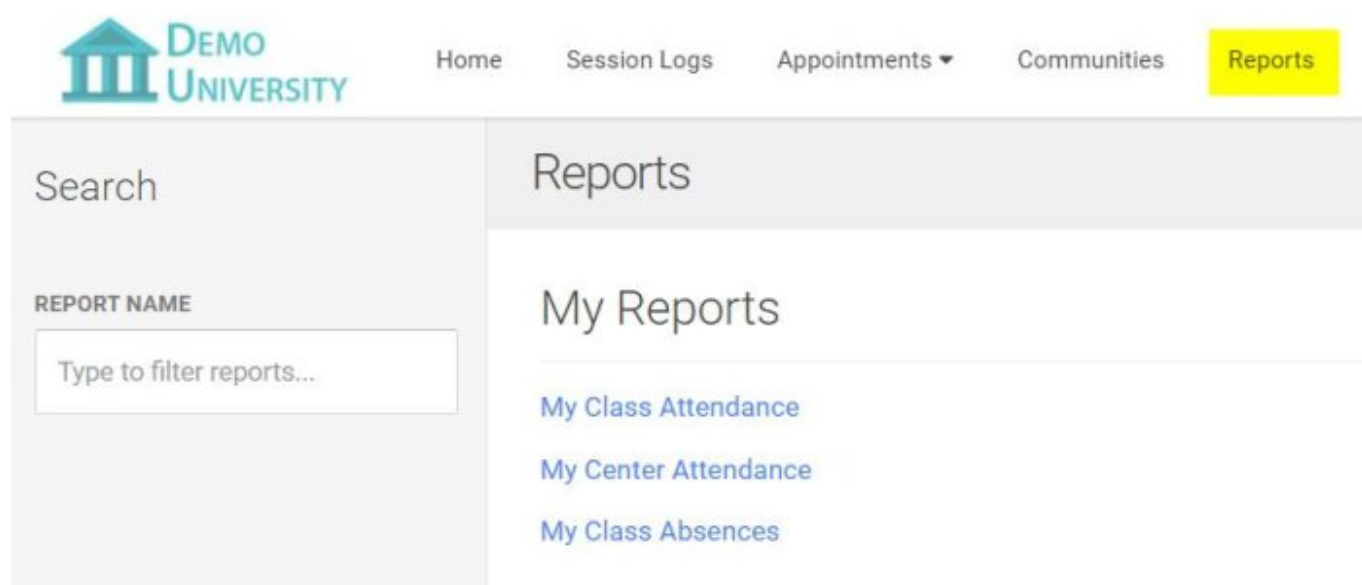 DEMO
UNIVERSITY
Home Session Logs Appointments Communities Reports
Search
REPORT NAME
Type to filter reports...
Reports
My Reports
My Class Attendance
My Center Attendance
My Class Absences